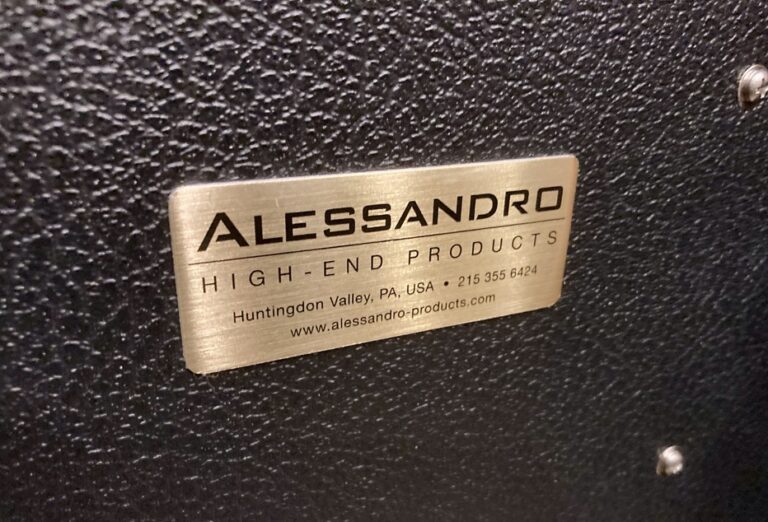 ALESSANDRO
HIGH-END PRODUCTS
Huntingdon Valley, PA, USA • 215 355 6424
www.alessandro-products.com